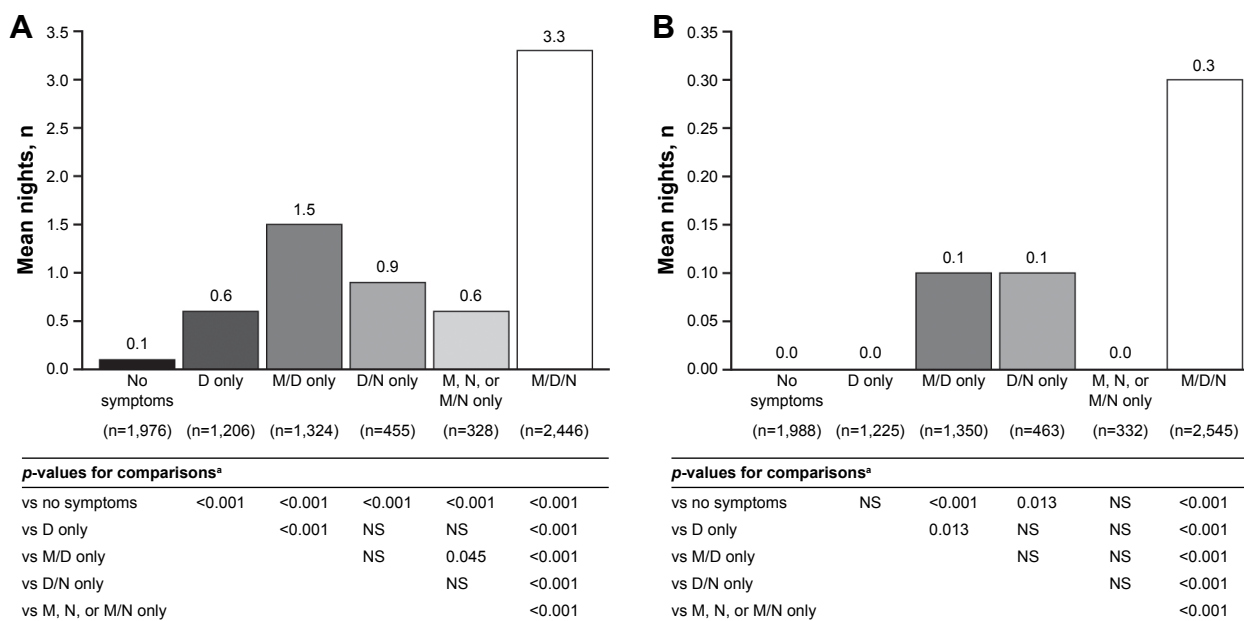 A
3.5
3.0
2.5
2.0
1.5
1.0
0.5
0.0
Mean nights, n
0.1
0.6
1.5
0.9
0.6
3.3
No symptoms
D only
M/D only
D/N only
M, N, or M/N only
M/D/N
(n=1,976) (n=1,206) (n=1,324) (n=455) (n=328) (n=2,446)
p-values for comparisonsª
vs no symptoms <0.001 <0.001 <0.001 <0.001 <0.001
vs D only <0.001 NS NS <0.001
vs M/D only NS 0.045 <0.001
vs D/N only NS <0.001
vs M, N, or M/N only <0.001
B
0.35
0.30
0.25
0.20
0.15
0.10
0.05
0.00
Mean nights, n
0.0
0.0
0.1
0.1
0.0
0.3
No symptoms
D only
M/D only
D/N only
M, N, or M/N only
M/D/N
(n=1,988) (n=1,225) (n=1,350) (n=463) (n=332) (n=2,545)
p-values for comparisonsª
vs no symptoms NS <0.001 0.013 NS <0.001
vs D only 0.013 NS NS <0.001
vs M/D only NS NS <0.001
vs D/N only NS <0.001
vs M, N, or M/N only <0.001